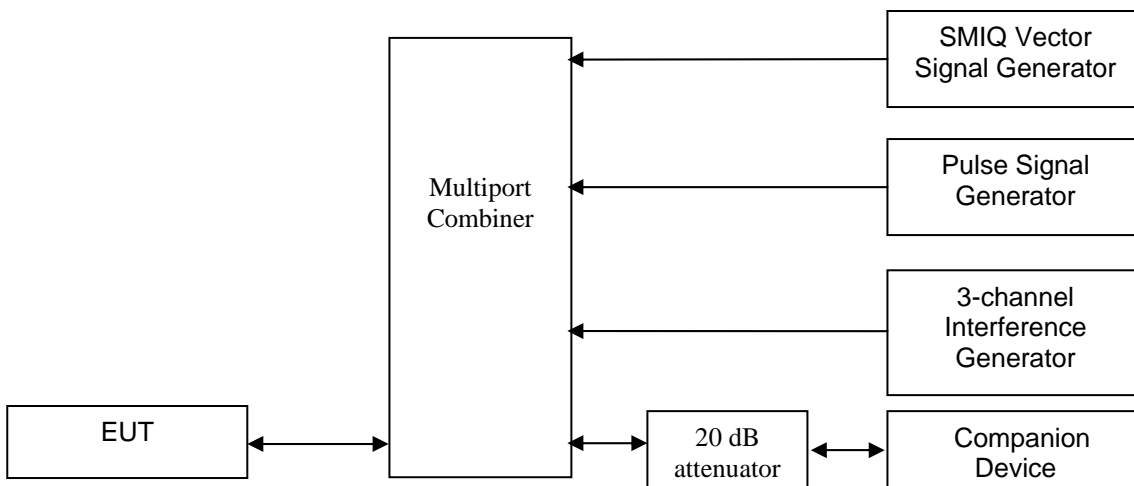 SMIQ Vector
Signal Generator
Pulse Signal
Generator
Multiport
Combiner
3-channel
Interference
Generator
EUT
20 dB
attenuator
Companion
Device